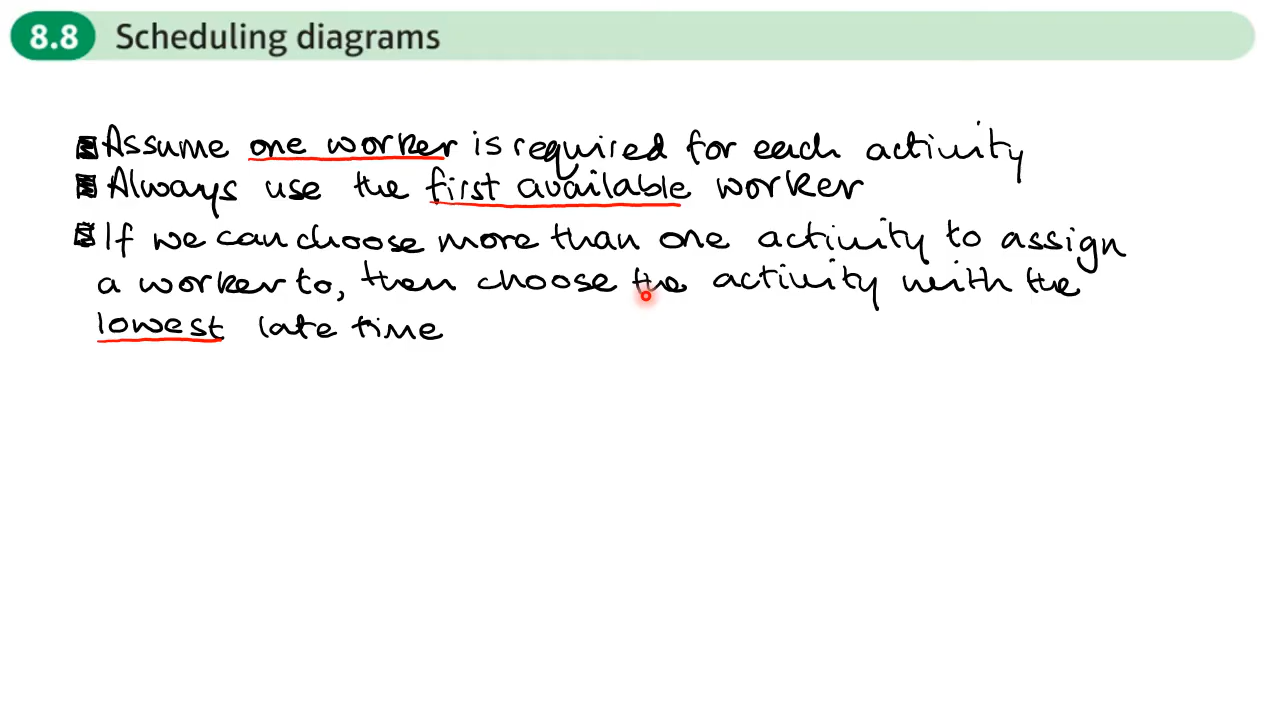 8.8 Scheduling diagrams
Assume one worker is required for each activity
Always use the first available worker
If we can choose more than one activity to assign
a worker to, then choose the activity with the
lowest late time